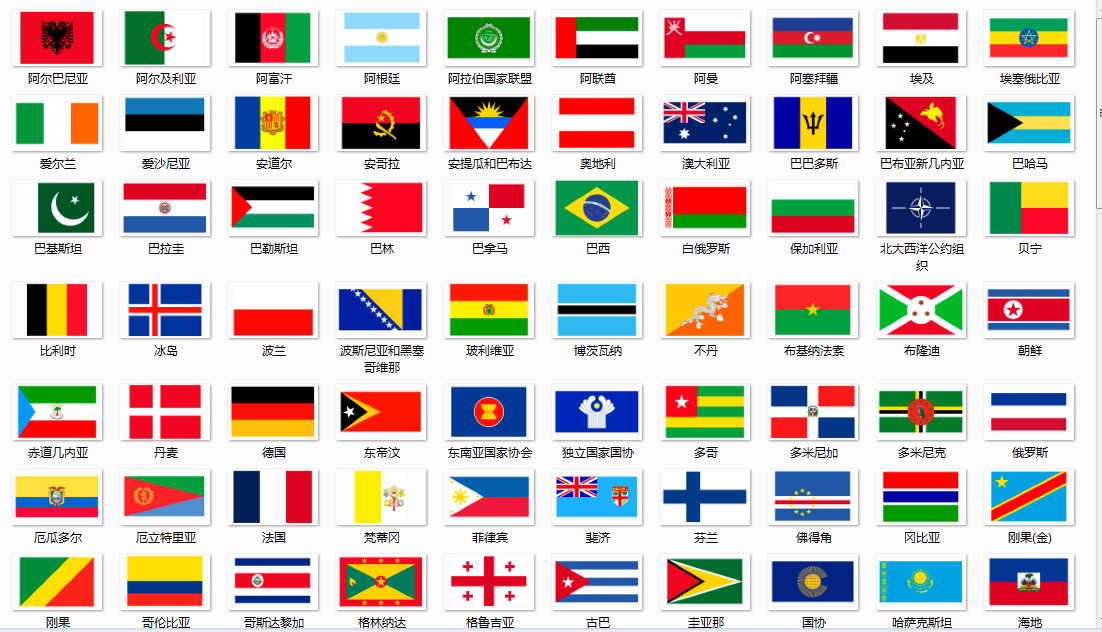 阿尔巴尼亚 阿尔及利亚 阿富汗 阿根廷 阿拉伯国家联盟 阿联酋 阿曼 阿塞拜疆 埃及 埃塞俄比亚
爱尔兰 爱沙尼亚 安道尔 安哥拉 安提瓜和巴布达 奥地利 澳大利亚 巴巴多斯 巴布亚新几内亚 巴哈马
巴基斯坦 巴拉圭 巴勒斯坦 巴林 巴拿马 巴西 白俄罗斯 保加利亚 北大西洋公约组 贝宁
织
比利时 冰岛 波兰 波斯尼亚和黑塞 玻利维亚 博茨瓦纳 不丹 布基纳法索 布隆迪 朝鲜
哥维那
赤道几内亚 丹麦 德国 东帝汶 东南亚国家协会 独立国家国协 多哥 多米尼加 多米尼克 俄罗斯
厄瓜多尔 厄立特里亚 法国 梵蒂冈 菲律宾 斐济 芬兰 佛得角 冈比亚 刚果(金)
刚果 哥伦比亚 哥斯达黎加 格林纳达 格鲁吉亚 古巴 圭亚那 国协 哈萨克斯坦 海地